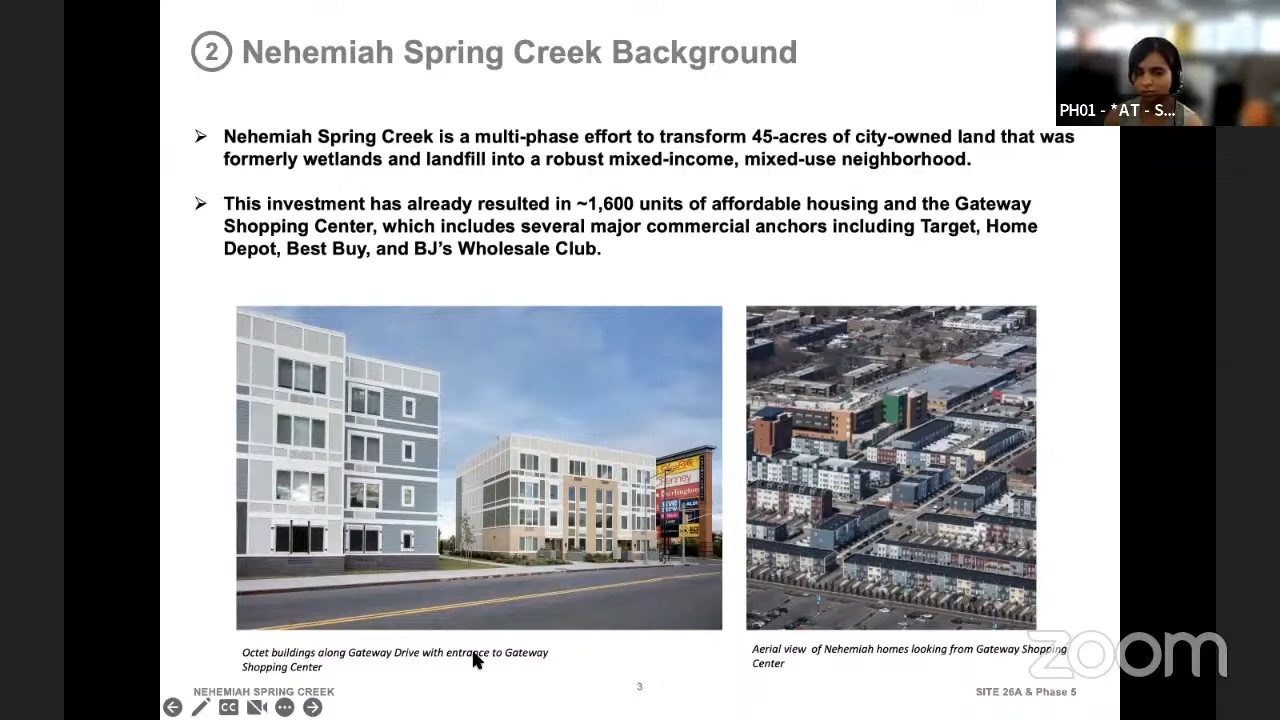 2 Nehemiah Spring Creek Background
PH01 - *AT - S...
➢ Nehemiah Spring Creek is a multi-phase effort to transform 45-acres of city-owned land that was
formerly wetlands and landfill into a robust mixed-income, mixed-use neighborhood.
➢ This investment has already resulted in ~1,600 units of affordable housing and the Gateway
Shopping Center, which includes several major commercial anchors including Target, Home
Depot, Best Buy, and BJ's Wholesale Club.
ShopRite
JCPenney
Burlington
ALDI
Octet buildings along Gateway Drive with entrance to Gateway
Shopping Center
Aerial view of Nehemiah homes looking from Gateway Shopping
Center
zoom
NEHEMIAH SPRING CREEK
3
SITE 26A & Phase 5
CC